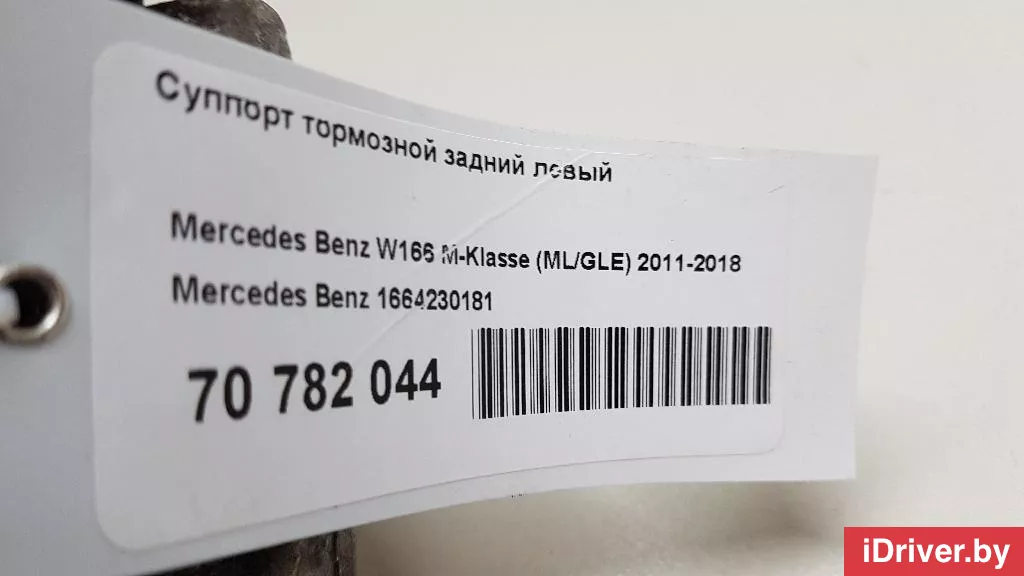 Суппорт тормозной задний левый
Mercedes Benz W166 M-Klasse (ML/GLE) 2011-2018
Mercedes Benz 1664230181
70 782 044
iDriver.by